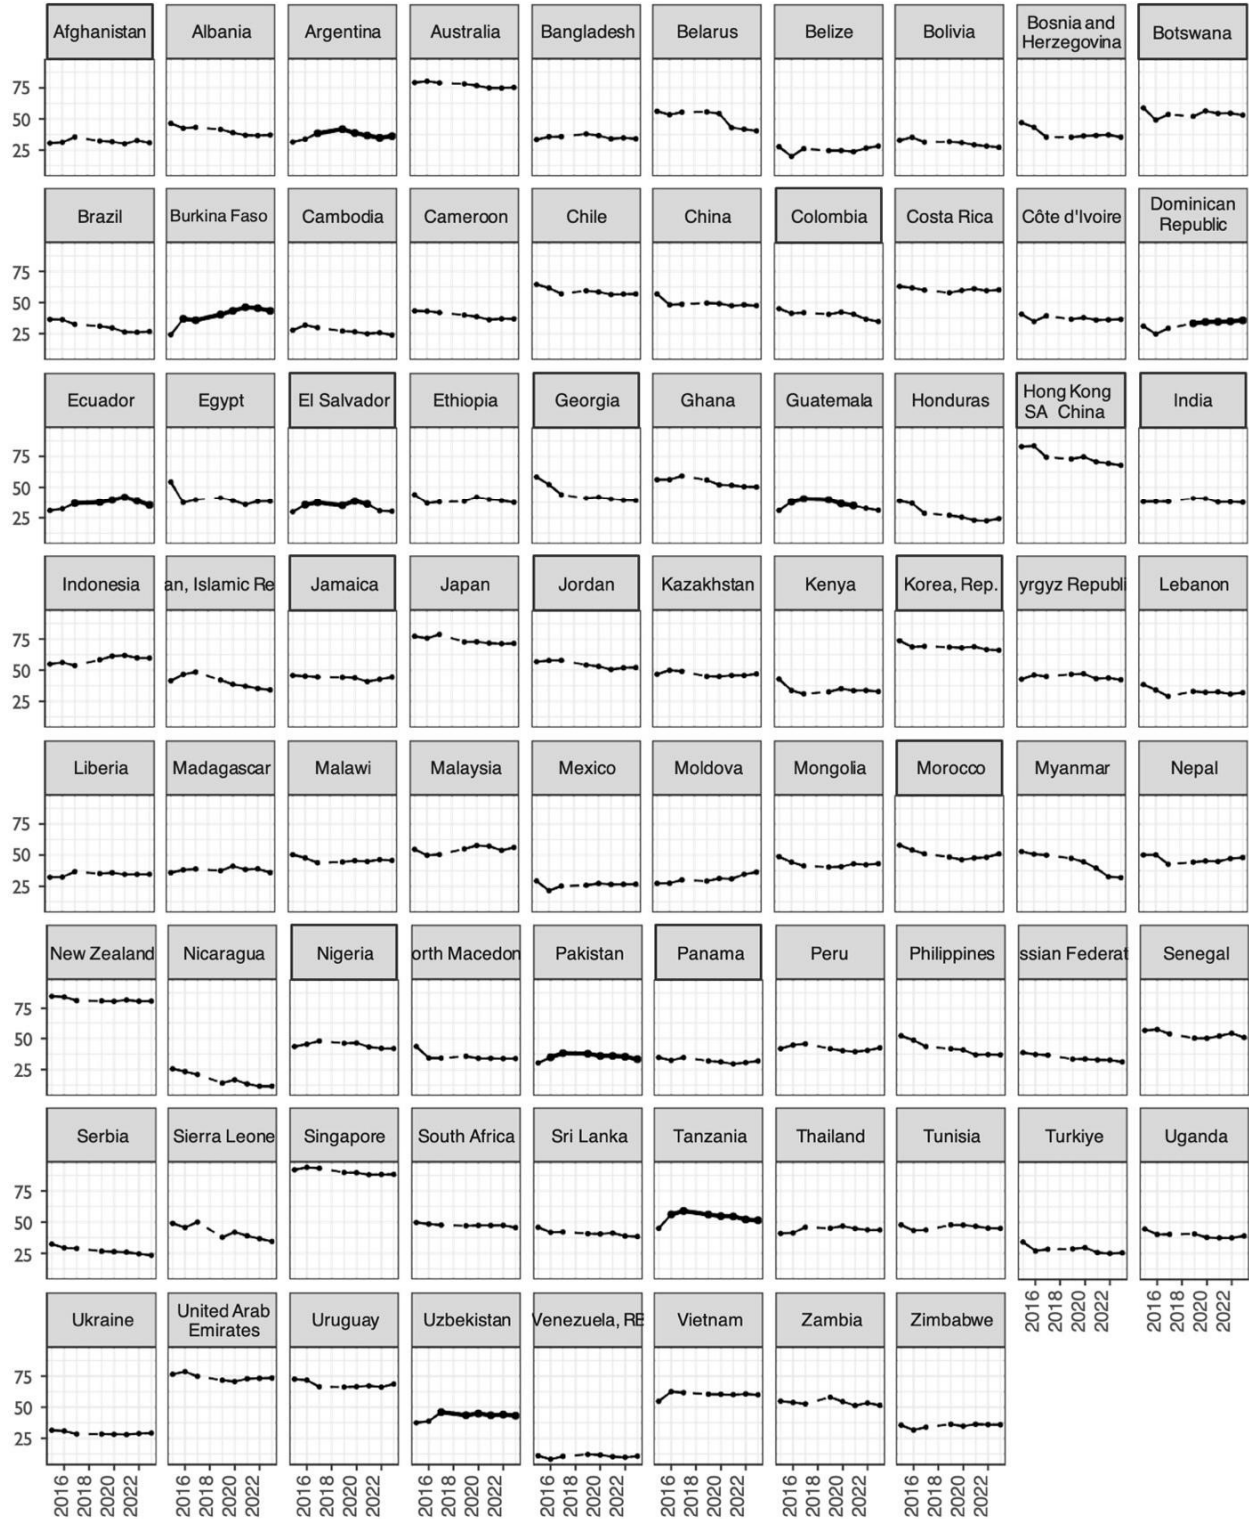 Afghanistan
Albania
Argentina
Australia
Bangladesh
Belarus
Belize
Bolivia
Bosnia and
Herzegovina
Botswana
75
50
25
Brazil
Burkina Faso
Cambodia
Cameroon
Chile
China
Colombia
Costa Rica
Côte d'Ivoire
Dominican
Republic
75
50
25
Ecuador
Egypt
El Salvador
Ethiopia
Georgia
Ghana
Guatemala
Honduras
Hong Kong
SA China
India
75
50
25
Indonesia
an, Islamic Re
Jamaica
Japan
Jordan
Kazakhstan
Kenya
Korea, Rep.
yrgyz Republi
Lebanon
75
50
25
Liberia
Madagascar
Malawi
Malaysia
Mexico
Moldova
Mongolia
Morocco
Myanmar
Nepal
75
50
25
New Zealand
Nicaragua
Nigeria
orth Macedon
Pakistan
Panama
Peru
Philippines
ssian Federat
Senegal
75
50
25
Serbia
Sierra Leone
Singapore
South Africa
Sri Lanka
Tanzania
Thailand
Tunisia
Turkiye
Uganda
75
50
25
2016
2018
2020
2022
2016
2018
2020
2022
Ukraine
United Arab
Emirates
Uruguay
Uzbekistan
Venezuela, RB
Vietnam
Zambia
Zimbabwe
75
50
25
2016
2018
2020
2022
2016
2018
2020
2022
2016
2018
2020
2022
2016
2018
2020
2022
2016
2018
2020
2022
2016
2018
2020
2022
2016
2018
2020
2022
2016
2018
2020
2022